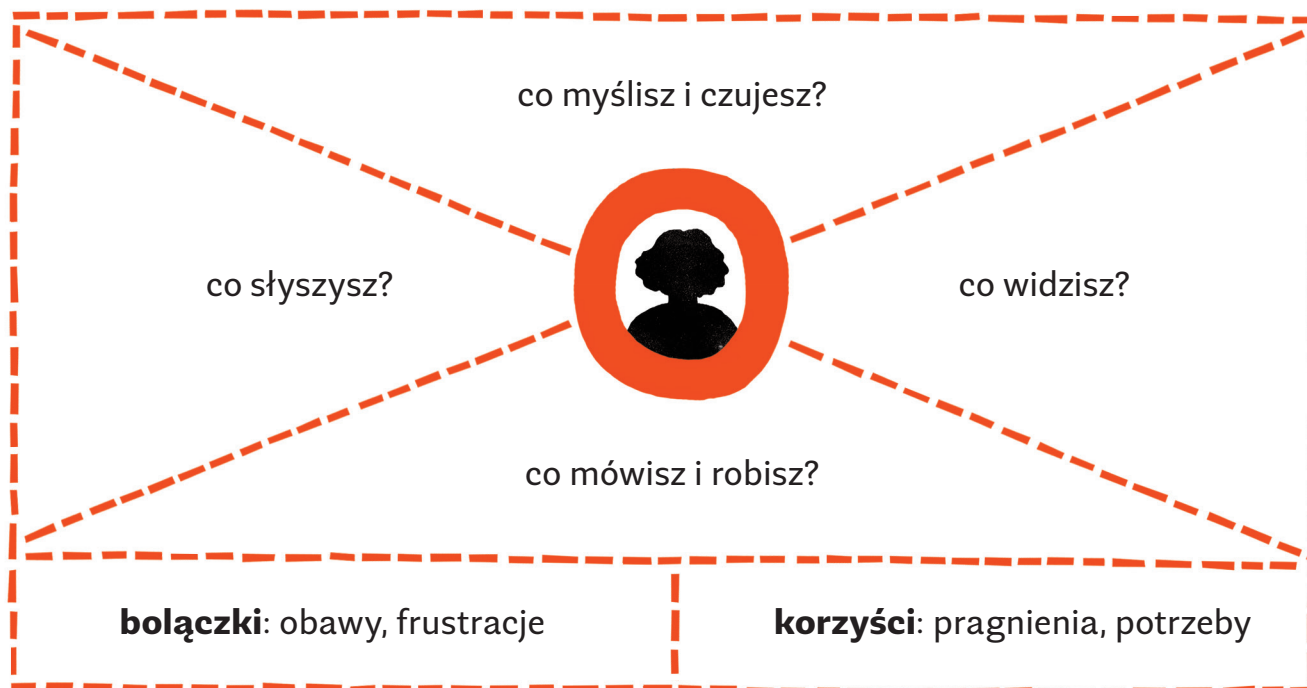 co myślisz i czujesz?
co słyszysz?
co widzisz?
co mówisz i robisz?
bolączki: obawy, frustracje
korzyści: pragnienia, potrzeby